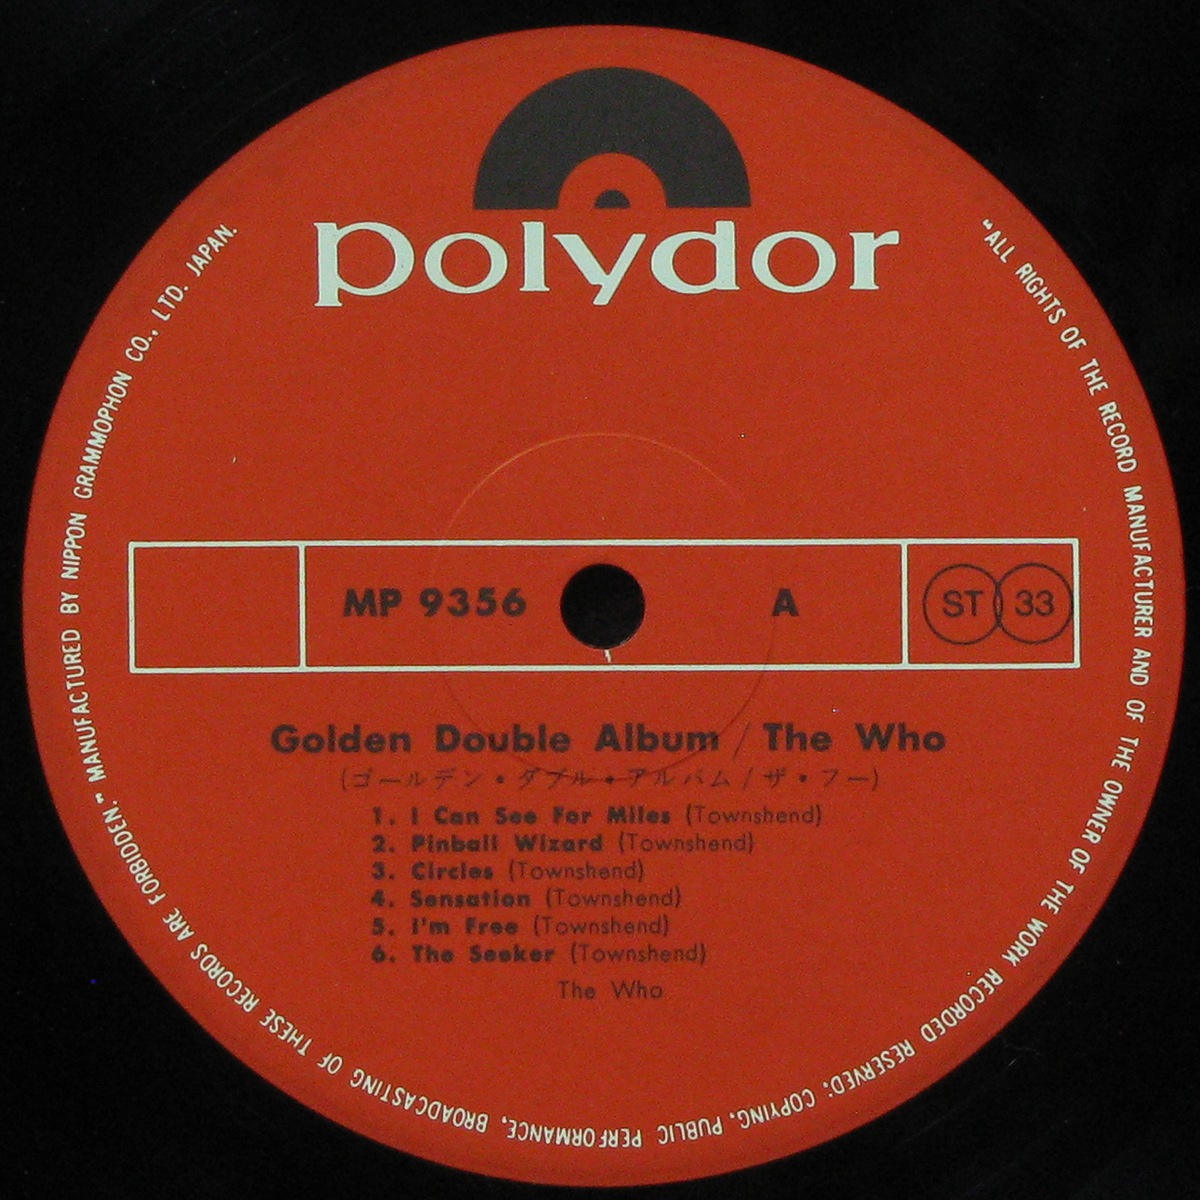 polydor
"ALL RIGHTS OF THE RECORD MANUFACTURER AND OF THE OWNER OF THE WORK RECORDED RESERVED: COPYING, PUBLIC PERFORMANCE, BROADCASTING OF THESE RECORDS ARE FORBIDDEN." MANUFACTURED BY NIPPON GRAMMOPHON CO., LTD. JAPAN.
MP 9356 A ST 33
Golden Double Album / The Who
(ゴールデン・ダブル・アルバム/ザ・フー)
1. I Can See For Miles (Townshend)
2. Pinball Wizard (Townshend)
3. Circles (Townshend)
4. Sensation (Townshend)
5. I'm Free (Townshend)
6. The Seeker (Townshend)
The Who